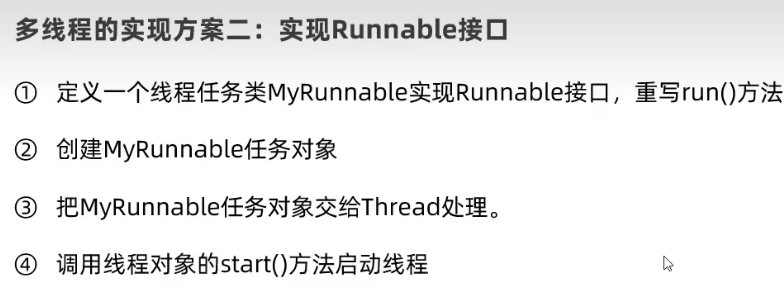 多线程的实现方案二：实现Runnable接口
① 定义一个线程任务类MyRunnable实现Runnable接口，重写run()方法
② 创建MyRunnable任务对象
③ 把MyRunnable任务对象交给Thread处理。
④ 调用线程对象的start()方法启动线程